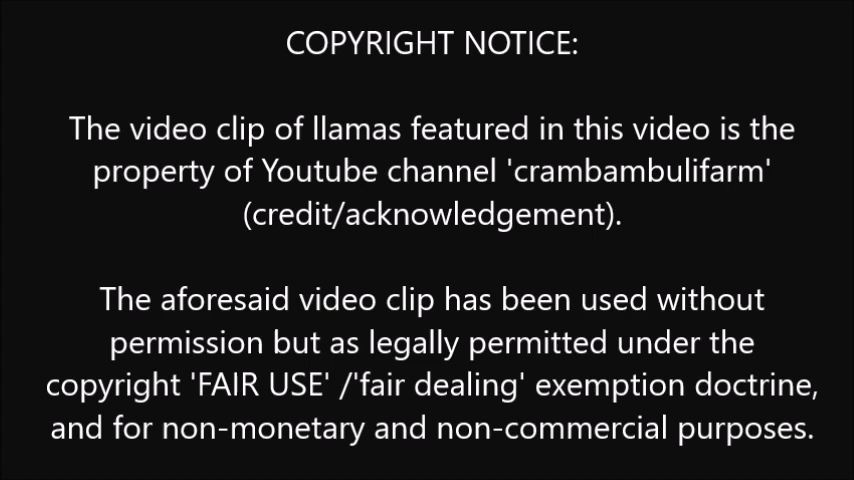 COPYRIGHT NOTICE:
The video clip of llamas featured in this video is the
property of Youtube channel 'crambambulifarm'
(credit/acknowledgement).
The aforesaid video clip has been used without
permission but as legally permitted under the
copyright 'FAIR USE' /'fair dealing' exemption doctrine,
and for non-monetary and non-commercial purposes.